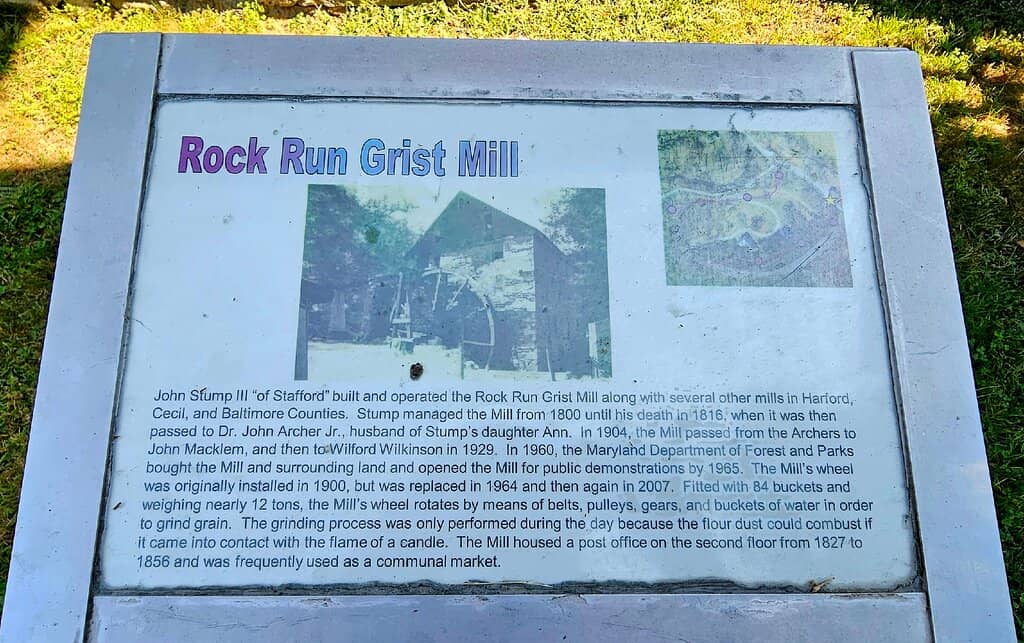 Rock Run Grist Mill
John Stump III “of Stafford” built and operated the Rock Run Grist Mill along with several other mills in Harford,
Cecil, and Baltimore Counties. Stump managed the Mill from 1800 until his death in 1816, when it was then
passed to Dr. John Archer Jr., husband of Stump's daughter Ann. In 1904, the Mill passed from the Archers to
John Macklem, and then to Wilford Wilkinson in 1929. In 1960, the Maryland Department of Forest and Parks
bought the Mill and surrounding land and opened the Mill for public demonstrations by 1965. The Mill's wheel
was originally installed in 1900, but was replaced in 1964 and then again in 2007. Fitted with 84 buckets and
weighing nearly 12 tons, the Mill's wheel rotates by means of belts, pulleys, gears, and buckets of water in order
to grind grain. The grinding process was only performed during the day because the flour dust could combust if
it came into contact with the flame of a candle. The Mill housed a post office on the second floor from 1827 to
1856 and was frequently used as a communal market.